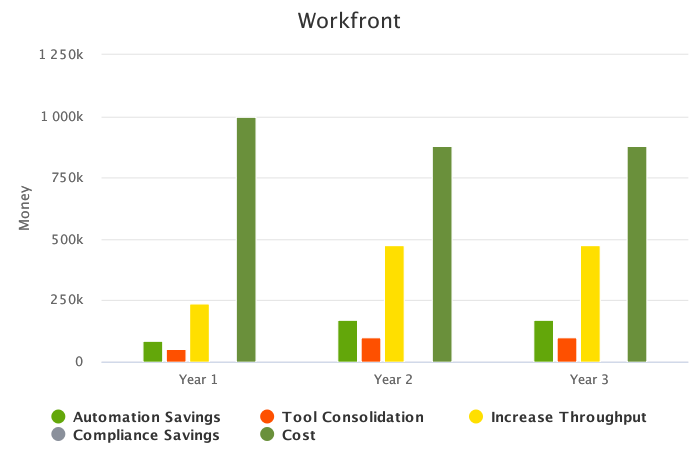 Workfront
1 250k
1 000k
750k
500k
250k
0
Money
Year 1
Year 2
Year 3
Automation Savings
Tool Consolidation
Increase Throughput
Compliance Savings
Cost